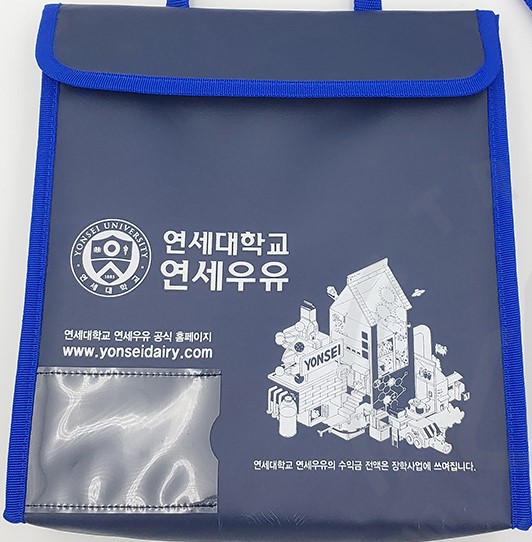 YONSEI UNIVERSITY
1885
연세대학교
연세대학교
연세우유
연세대학교 연세우유 공식 홈페이지
www.yonseidairy.com
YONSEI
연세대학교 연세우유의 수익금 전액은 장학사업에 쓰여집니다.